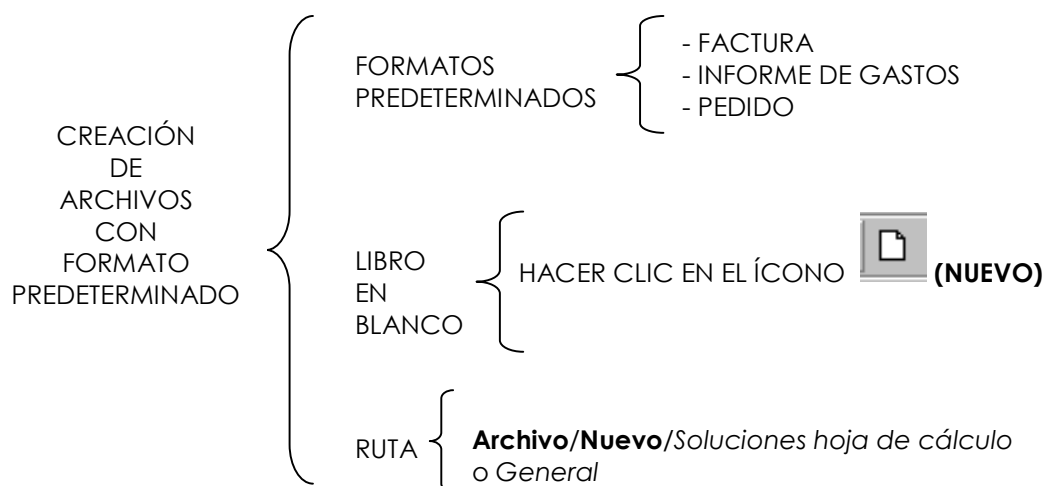 CREACIÓN
DE
ARCHIVOS
CON
FORMATO
PREDETERMINADO
FORMATOS
PREDETERMINADOS
- FACTURA
- INFORME DE GASTOS
- PEDIDO
LIBRO
EN
BLANCO
HACER CLIC EN EL ÍCONO (NUEVO)
RUTA
Archivo/Nuevo/Soluciones hoja de cálculo
o General